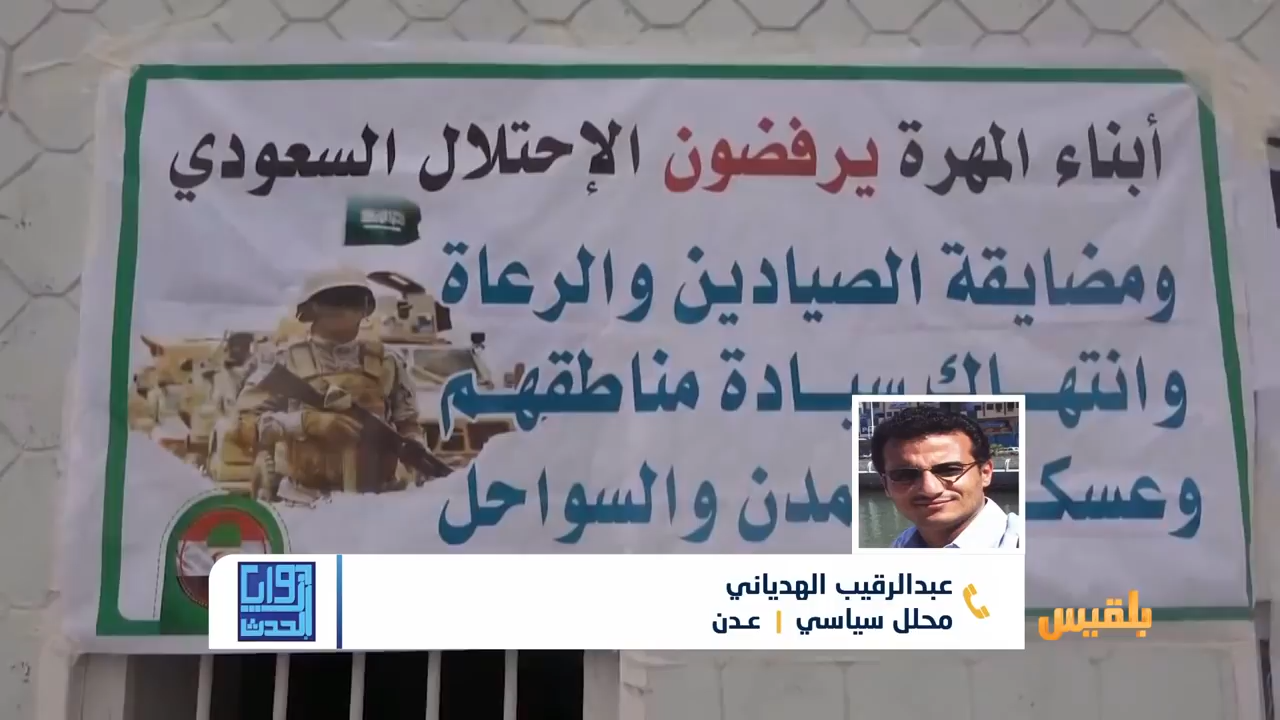 أبناء المهرة يرفضون الإحتلال السعودي
ومضايقة الصيادين والرعاة
وانتهاك سيادة مناطقهم
مدن والسواحل
عبدالرقيب الهدياني
محلل سياسي | عدن
زوايا الحدث
بلقيس